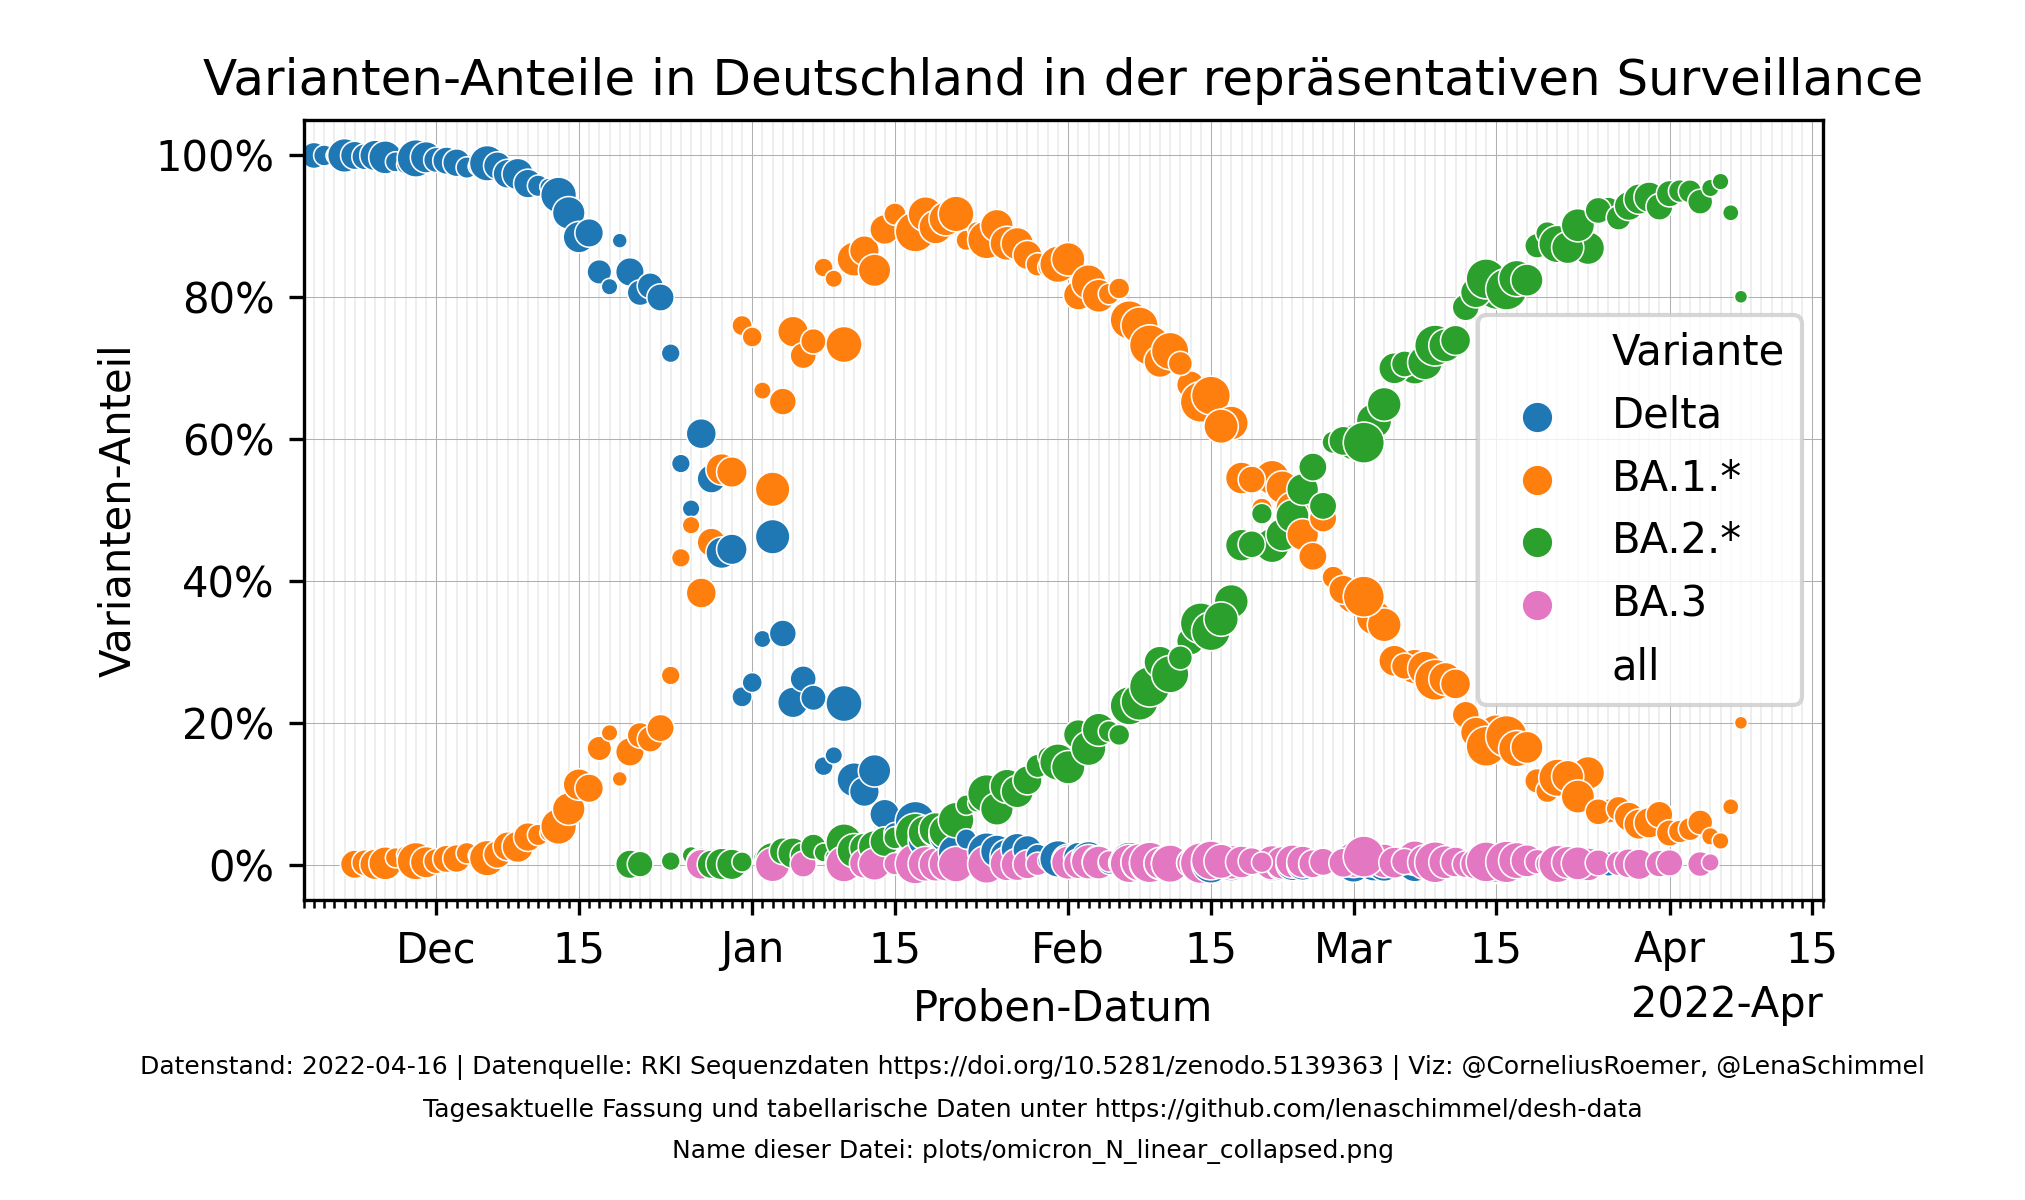 Varianten-Anteile in Deutschland in der repräsentativen Surveillance
Varianten-Anteil
100%
80%
60%
40%
20%
0%
Variante
Delta
BA.1.*
BA.2.*
BA.3
all
Dec 15 Jan 15 Feb 15 Mar 15 Apr 15
Proben-Datum
2022-Apr
Datenstand: 2022-04-16 | Datenquelle: RKI Sequenzdaten https://doi.org/10.5281/zenodo.5139363 | Viz: @CorneliusRoemer, @LenaSchimmel
Tagesaktuelle Fassung und tabellarische Daten unter https://github.com/lenaschimmel/desh-data
Name dieser Datei: plots/omicron_N_linear_collapsed.png